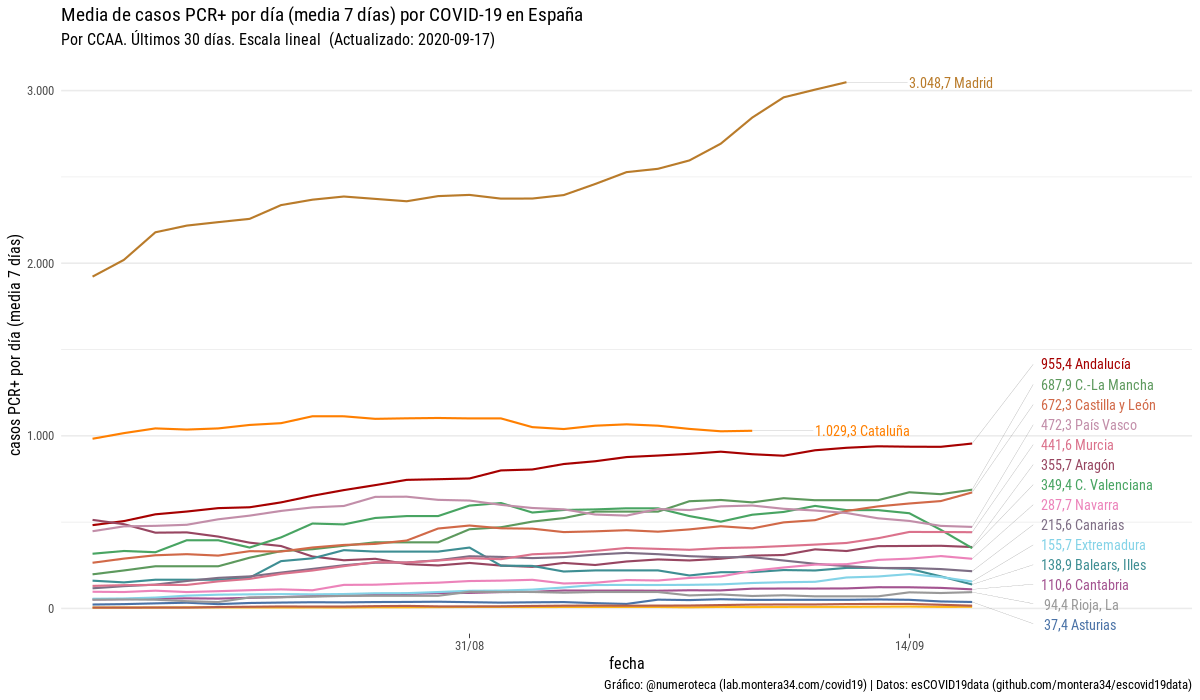 Media de casos PCR+ por día (media 7 días) por COVID-19 en España
Por CCAA. Últimos 30 días. Escala lineal  (Actualizado: 2020-09-17)
casos PCR+ por día (media 7 días)
3.000
2.000
1.000
0
3.048,7 Madrid
1.029,3 Cataluña
955,4 Andalucía
687,9 C.-La Mancha
672,3 Castilla y León
472,3 País Vasco
441,6 Murcia
355,7 Aragón
349,4 C. Valenciana
287,7 Navarra
215,6 Canarias
155,7 Extremadura
138,9 Balears, Illes
110,6 Cantabria
94,4 Rioja, La
37,4 Asturias
31/08
14/09
fecha
Gráfico: @numeroteca (lab.montera34.com/covid19) | Datos: esCOVID19data (github.com/montera34/escovid19data)